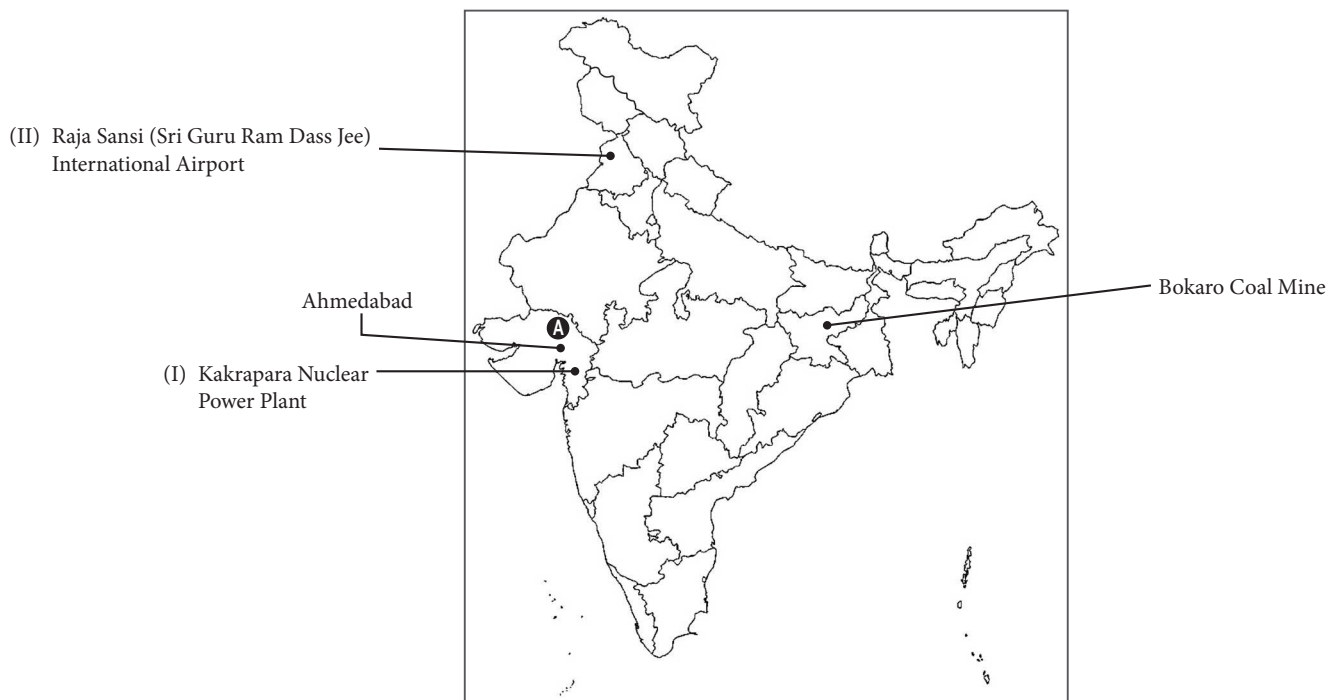 (II) Raja Sansi (Sri Guru Ram Dass Jee)
International Airport
Bokaro Coal Mine
Ahmedabad
A
(I) Kakrapara Nuclear
Power Plant